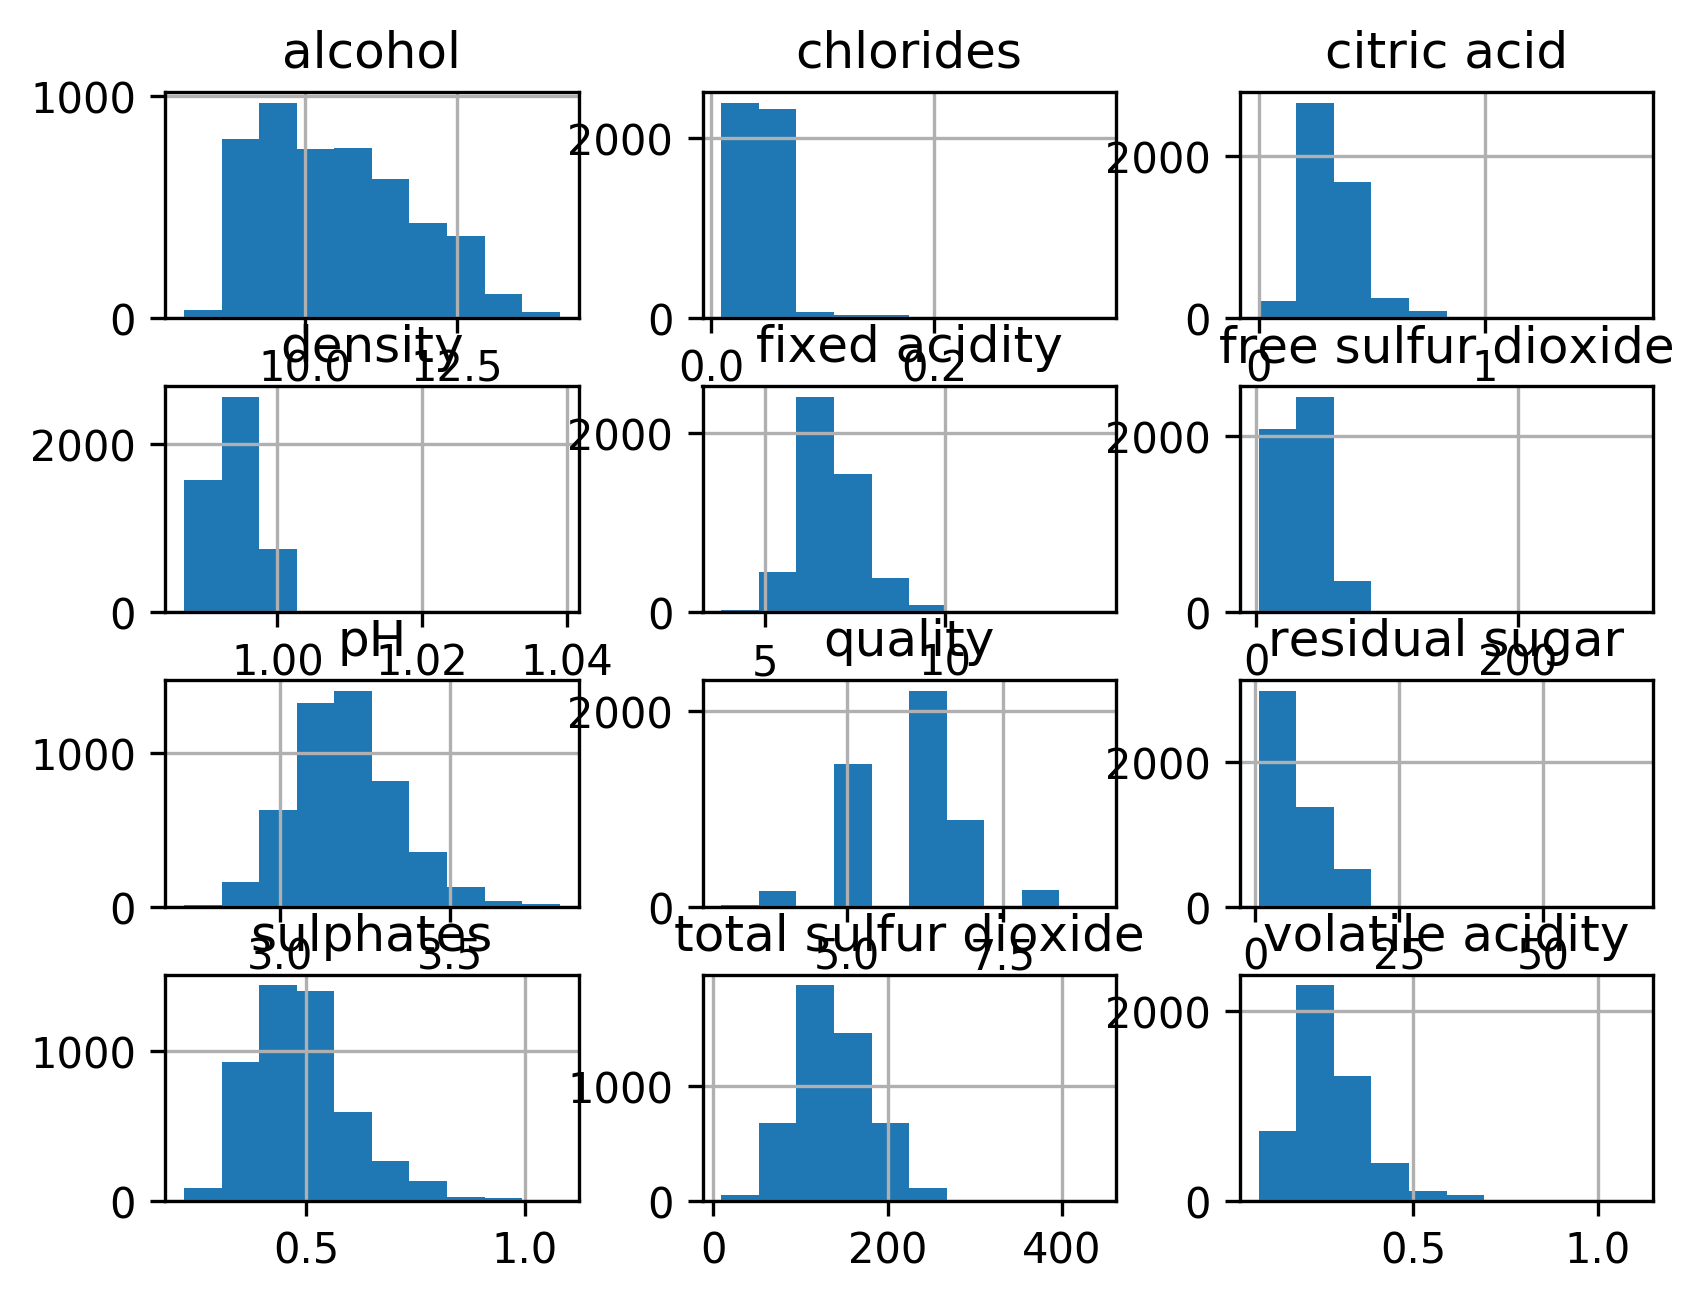 alcohol chlorides citric acid
1000 2000 2000
0 0 0
10.0 12.5 0.0 0.2 0 1
density fixed acidity free sulfur dioxide
2000 2000 2000
0 0 0
1.00 1.02 1.04 5 10 0 200
pH quality residual sugar
1000 2000 2000
0 0 0
3.0 3.5 5.0 7.5 0 25 50
sulphates total sulfur dioxide volatile acidity
1000 1000 2000
0 0 0
0.5 1.0 0 200 400 0.5 1.0